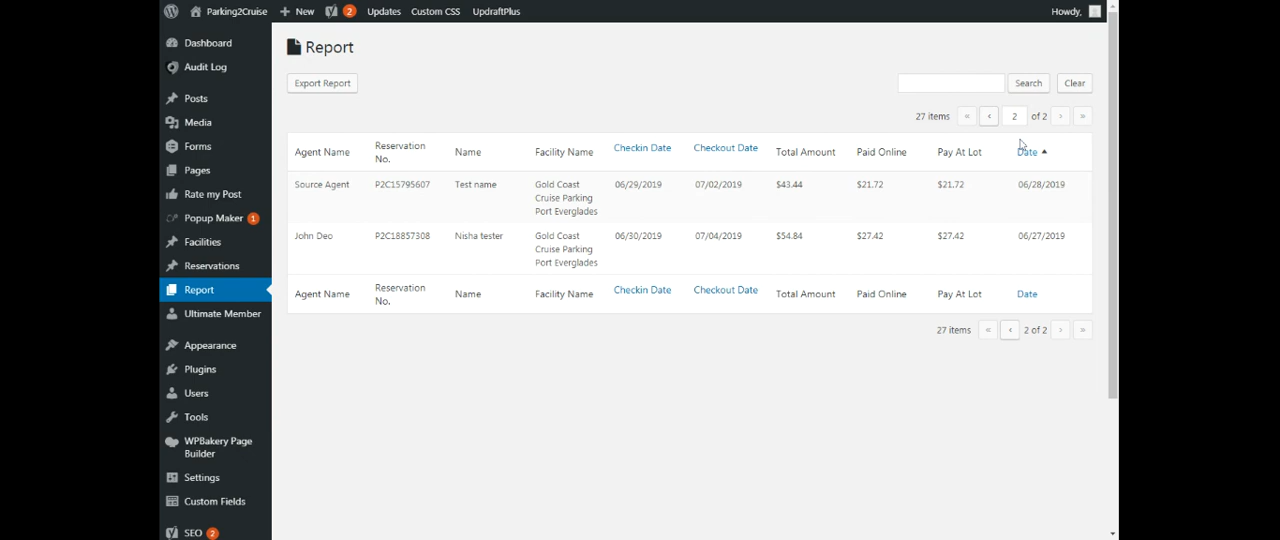 Parking2Cruise
New
2
Updates
Custom CSS
UpdraftPlus
Howdy,
Dashboard
Audit Log
Posts
Media
Forms
Pages
Rate my Post
Popup Maker 1
Facilities
Reservations
Report
Ultimate Member
Appearance
Plugins
Users
Tools
WPBakery Page
Builder
Settings
Custom Fields
SEO 2
Report
Export Report
Search
Clear
27 items « ‹ 2 of 2 › »
Agent Name
Reservation
No.
Name
Facility Name
Checkin Date
Checkout Date
Total Amount
Paid Online
Pay At Lot
Date
Source Agent
P2C15795607
Test name
Gold Coast
Cruise Parking
Port Everglades
06/29/2019
07/02/2019
$43.44
$21.72
$21.72
06/28/2019
John Deo
P2C18857308
Nisha tester
Gold Coast
Cruise Parking
Port Everglades
06/30/2019
07/04/2019
$54.84
$27.42
$27.42
06/27/2019
Agent Name
Reservation
No.
Name
Facility Name
Checkin Date
Checkout Date
Total Amount
Paid Online
Pay At Lot
Date
27 items « ‹ 2 of 2 › »